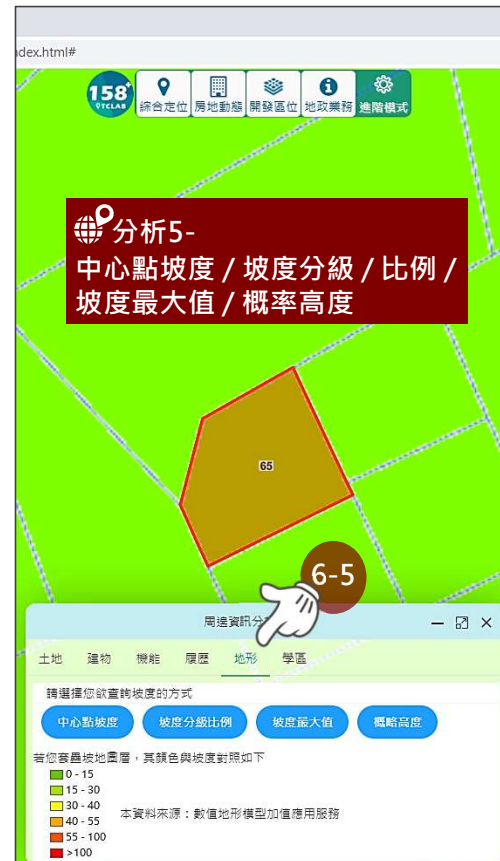 ndex.html#
158+
TCLAB
綜合定位
房地動態
開發區位
地政業務
進階模式
分析5-
中心點坡度 / 坡度分級 / 比例 /
坡度最大值 / 概率高度
65
6-5
周邊資訊分
土地 建物 機能 履歷 地形 學區
請選擇您欲查詢坡度的方式
中心點坡度 坡度分級比例 坡度最大值 概略高度
若您套疊坡地圖層，其顏色與坡度對照如下
0 - 15
15 - 30
30 - 40
40 - 55
55 - 100
>100
本資料來源：數值地形模型加值應用服務